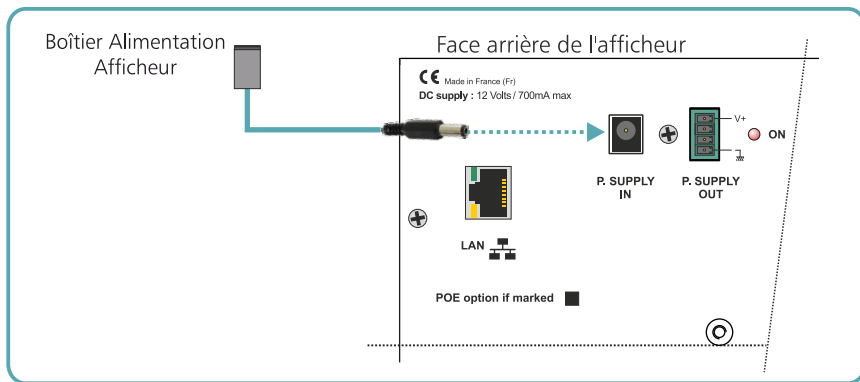 Boîtier Alimentation
Afficheur
Face arrière de l'afficheur
CE Made in France (Fr)
DC supply : 12 Volts / 700mA max
V+
ON
P. SUPPLY
IN
P. SUPPLY
OUT
LAN
POE option if marked